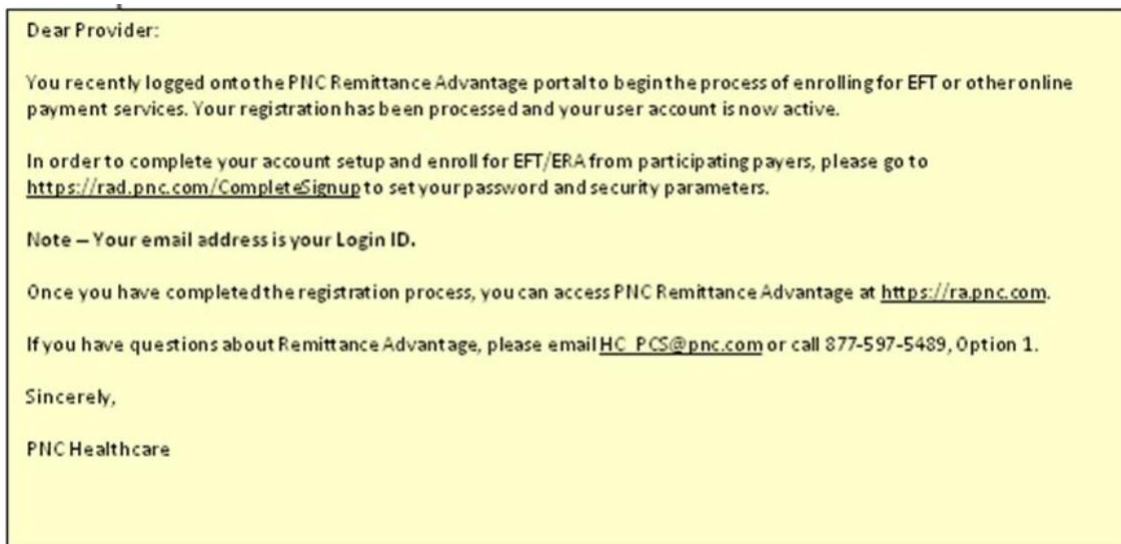 Dear Provider:
You recently logged onto the PNC Remittance Advantage portal to begin the process of enrolling for EFT or other online
payment services. Your registration has been processed and your user account is now active.
In order to complete your account setup and enroll for EFT/ERA from participating payers, please go to
https://rad.pnc.com/CompleteSignup to set your password and security parameters.
Note – Your email address is your Login ID.
Once you have completed the registration process, you can access PNC Remittance Advantage at https://ra.pnc.com.
If you have questions about Remittance Advantage, please email HC_PCS@pnc.com or call 877-597-5489, Option 1.
Sincerely,
PNC Healthcare